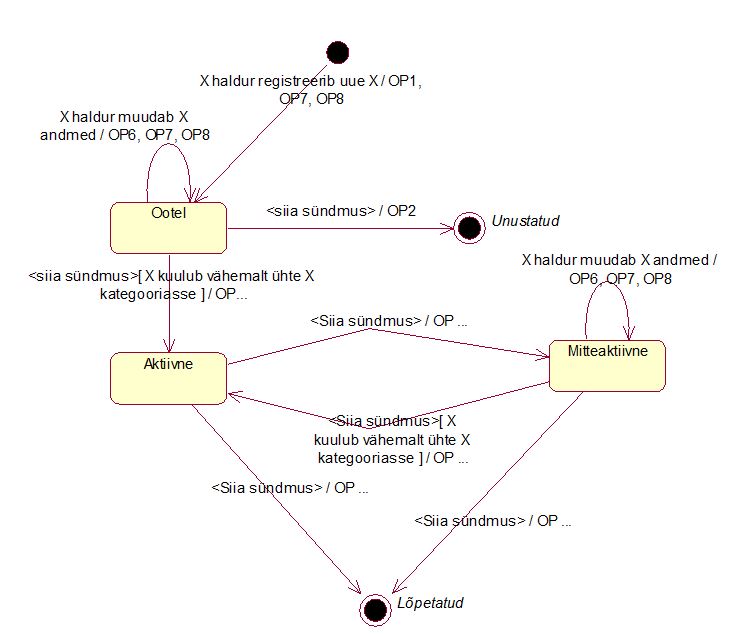 X haldur registreerib uue X / OP1,
OP7, OP8
X haldur muudab X
andmed / OP6, OP7, OP8
Ootel
<siia sündmus> / OP2
Unustatud
<siia sündmus>[ X kuulub vähemalt ühte X
kategooriasse ] / OP...
X haldur muudab X andmed /
OP6, OP7, OP8
<Siia sündmus> / OP ...
Aktiivne
Mitteaktiivne
<Siia sündmus>[ X
kuulub vähemalt ühte X
kategooriasse ] / OP ...
<Siia sündmus> / OP ...
<Siia sündmus> / OP ...
Lõpetatud